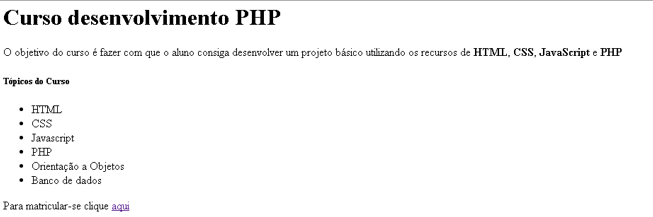 Curso desenvolvimento PHP
O objetivo do curso é fazer com que o aluno consiga desenvolver um projeto básico utilizando os recursos de HTML, CSS, JavaScript e PHP
Tópicos do Curso
HTML
CSS
Javascript
PHP
Orientação a Objetos
Banco de dados
Para matricular-se clique aqui